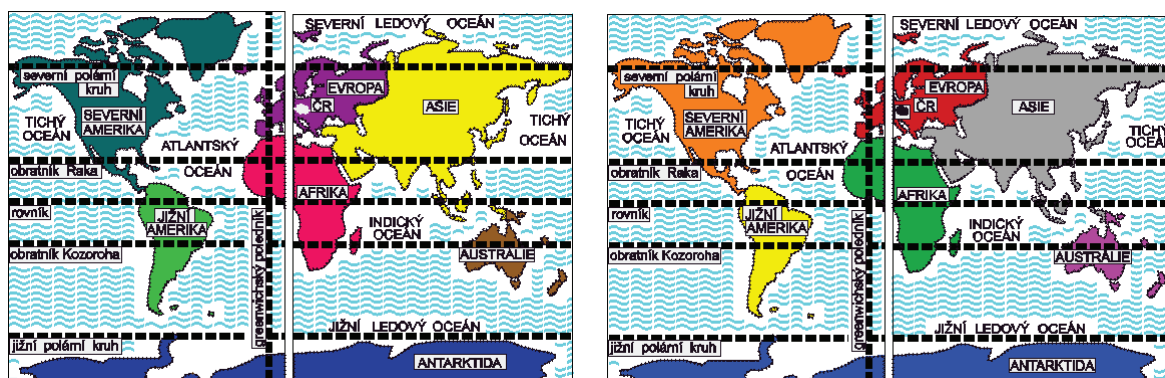 SEVERNÍ LEDOVÝ OCEÁN
severní polární
kruh
EVROPA
ČR
ASIE
TICHÝ
OCEÁN
SEVERNÍ
AMERIKA
TICHÝ
OCEÁN
ATLANTSKÝ
OCEÁN
obratník Raka
AFRIKA
rovník
JIŽNÍ
AMERIKA
INDICKÝ
OCEÁN
obratník Kozoroha
AUSTRÁLIE
greenwichský poledník
JIŽNÍ LEDOVÝ OCEÁN
jižní polární kruh
ANTARKTIDA
SEVERNÍ LEDOVÝ OCEÁN
severní polární
kruh
EVROPA
ČR
ASIE
TICHÝ
OCEÁN
SEVERNÍ
AMERIKA
TICHÝ
OCEÁN
ATLANTSKÝ
OCEÁN
obratník Raka
AFRIKA
rovník
JIŽNÍ
AMERIKA
INDICKÝ
OCEÁN
obratník Kozoroha
AUSTRÁLIE
greenwichský poledník
JIŽNÍ LEDOVÝ OCEÁN
jižní polární kruh
ANTARKTIDA